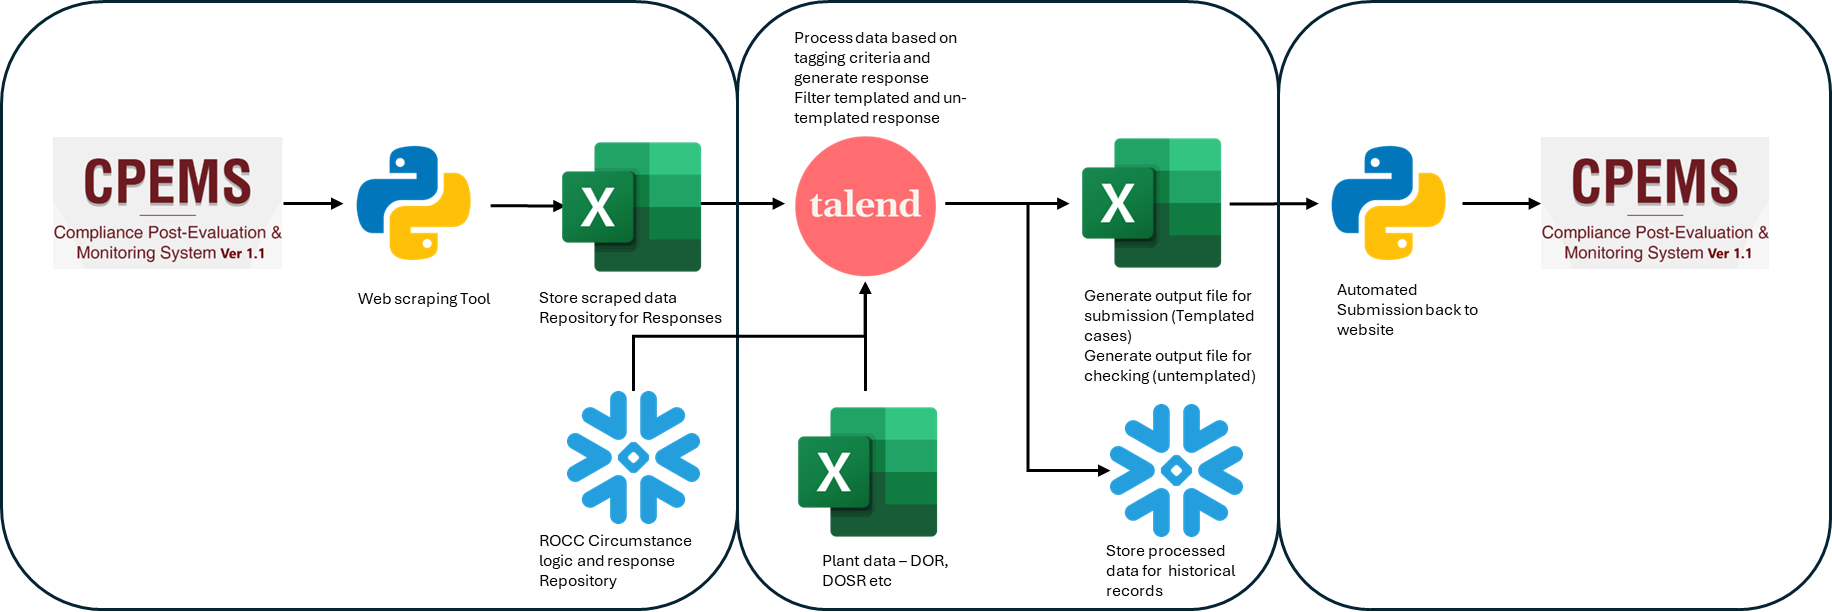 CPEMS
Compliance Post-Evaluation &
Monitoring System Ver 1.1
Web scraping Tool
X
Store scraped data
Repository for Responses
ROCC Circumstance
logic and response
Repository
Process data based on
tagging criteria and
generate response
Filter templated and un-
templated response
talend
X
Plant data – DOR,
DOSR etc
X
Generate output file for
submission (Templated
cases)
Generate output file for
checking (untemplated)
Store processed
data for historical
records
Automated
Submission back to
website
CPEMS
Compliance Post-Evaluation &
Monitoring System Ver 1.1